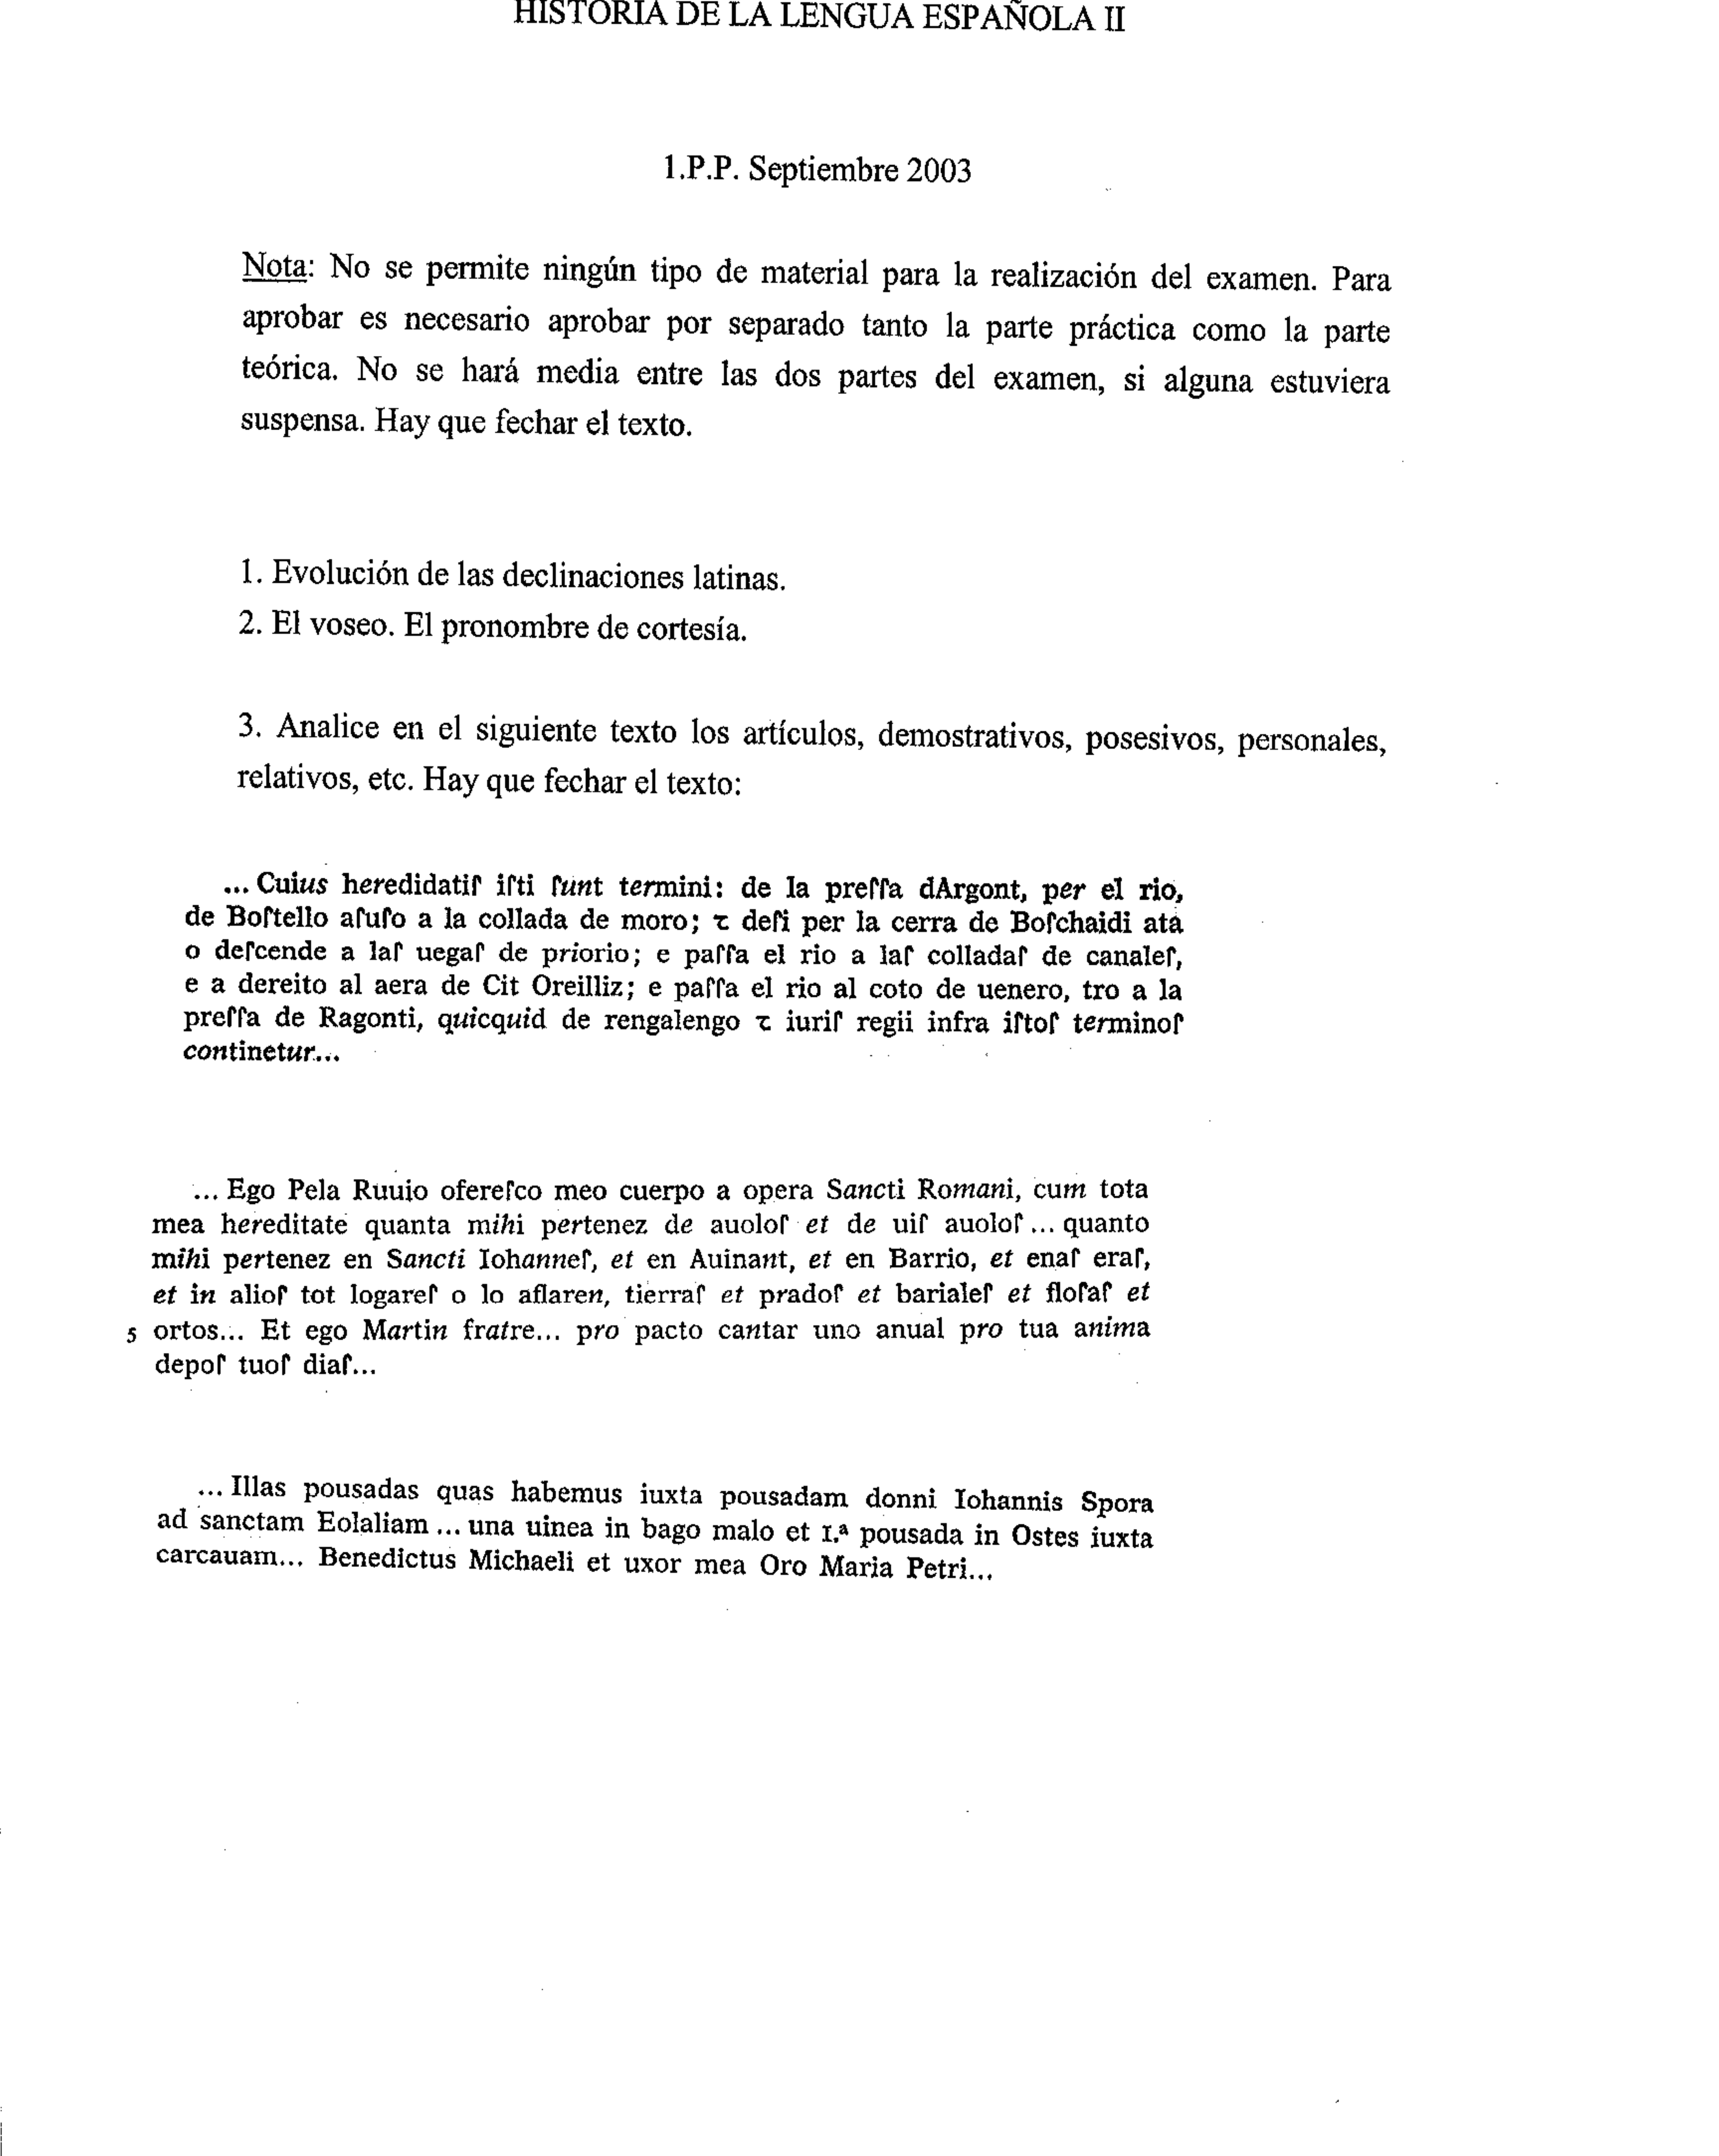 HISTORIA DE LA LENGUA ESPAÑOLA II
1.P.P. Septiembre 2003
Nota: No se permite ningún tipo de material para la realización del examen. Para
aprobar es necesario aprobar por separado tanto la parte práctica como la parte
teórica. No se hará media entre las dos partes del examen, si alguna estuviera
suspensa. Hay que fechar el texto.
1. Evolución de las declinaciones latinas.
2. El voseo. El pronombre de cortesía.
3. Analice en el siguiente texto los artículos, demostrativos, posesivos, personales,
relativos, etc. Hay que fechar el texto:
... Cuius heredidatiſ iſti ſunt termini: de la preſſa dArgont, per el rio,
de Boſtello aſuſo a la collada de moro; τ deſi per la cerra de Boſchaidi ata
o deſcende a laſ uegaſ de priorio; e paſſa el rio a laſ colladaſ de canaleſ,
e a dereito al aera de Cit Oreilliz; e paſſa el rio al coto de uenero, tro a la
preſſa de Ragonti, quicquid de rengalengo τ iuriſ regii infra iſtoſ terminoſ
continetur...
... Ego Pela Ruuio ofereſco meo cuerpo a opera Sancti Romani, cum tota
mea hereditate quanta mihi pertenez de auoloſ et de uiſ auoloſ ... quanto
mihi pertenez en Sancti Iohanneſ, et en Auinant, et en Barrio, et enaſ eraſ,
et in alioſ tot logareſ o lo aflaren, tierraſ et pradoſ et barialeſ et floſaſ et
5 ortos... Et ego Martin fratre... pro pacto cantar uno anual pro tua anima
depoſ tuoſ diaſ...
... Illas pousadas quas habemus iuxta pousadam donni Iohannis Spora
ad sanctam Eolaliam ... una uinea in bago malo et I.ª pousada in Ostes iuxta
carcauam... Benedictus Michaeli et uxor mea Oro Maria Petri...